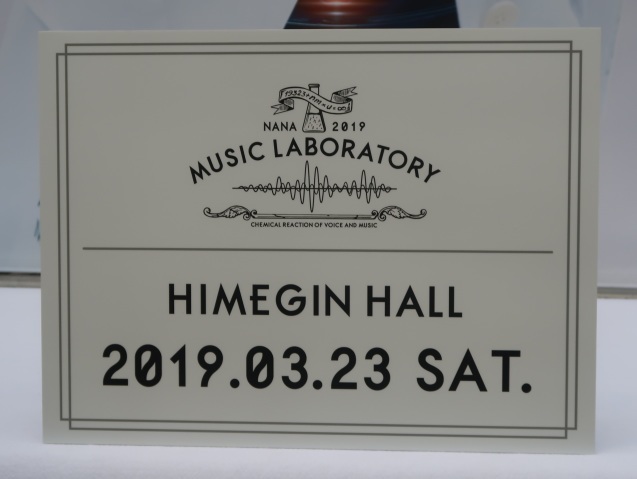 NANA 2019
MUSIC LABORATORY
CHEMICAL REACTION OF VOICE AND MUSIC
HIMEGIN HALL
2019.03.23 SAT.